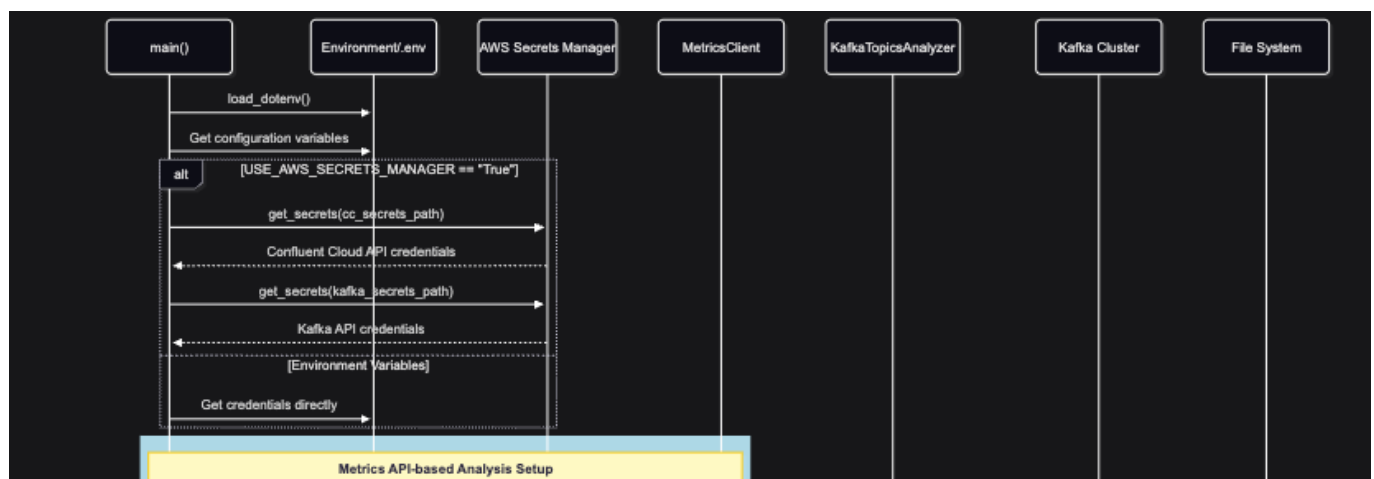 main()
Environment/.env
AWS Secrets Manager
MetricsClient
KafkaTopicsAnalyzer
Kafka Cluster
File System
load_dotenv()
Get configuration variables
alt
[USE_AWS_SECRETS_MANAGER == "True"]
get_secrets(cc_secrets_path)
Confluent Cloud API credentials
get_secrets(kafka_secrets_path)
Kafka API credentials
[Environment Variables]
Get credentials directly
Metrics API-based Analysis Setup